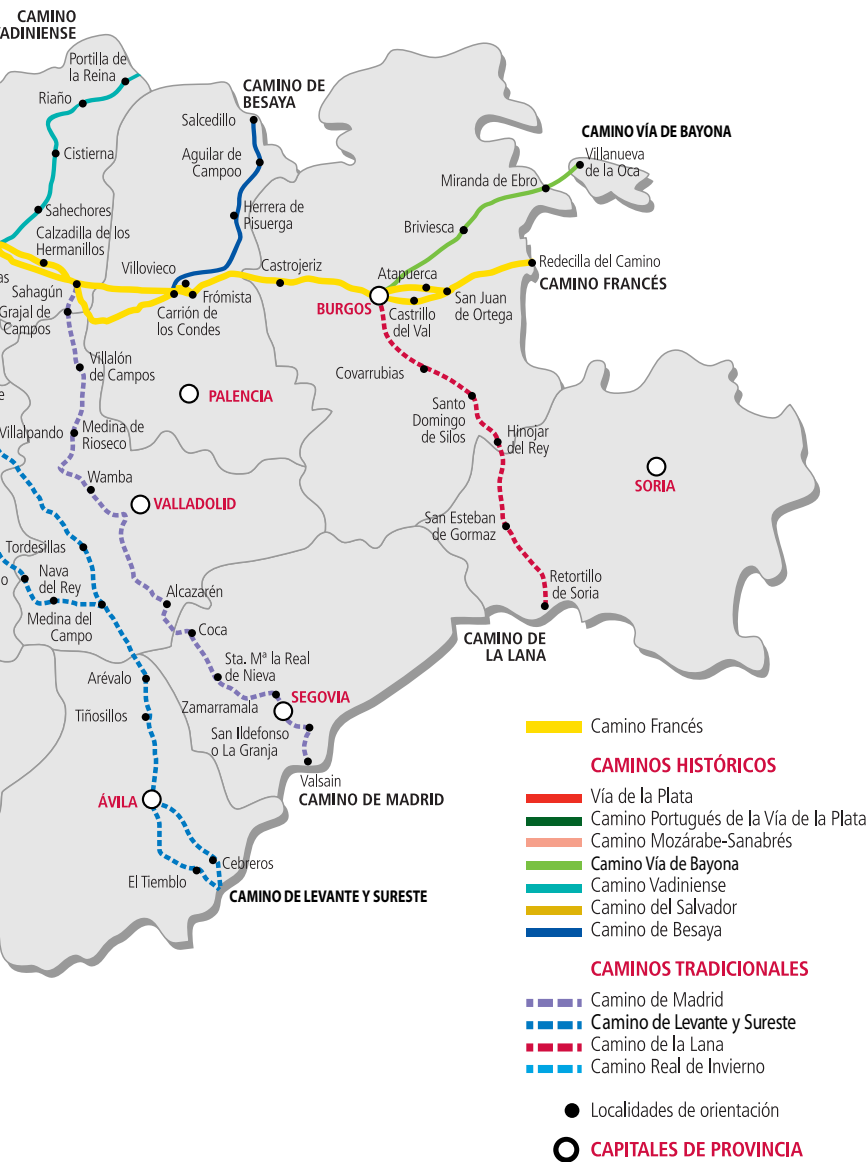 CAMINO
VADINIENSE
Portilla de
la Reina
Riaño
Cistierna
Sahechores
Calzadilla de los
Hermanillos
Sahagún
Grajal de
Campos
CAMINO DE
BESAYA
Salcedillo
Aguilar de
Campoo
Herrera de
Pisuerga
Villovieco
Frómista
Carrión de
los Condes
Castrojeriz
CAMINO VÍA DE BAYONA
Villanueva
de la Oca
Miranda de Ebro
Briviesca
Atapuerca
Redecilla del Camino
CAMINO FRANCÉS
BURGOS
Castrillo
del Val
San Juan
de Ortega
Villalón
de Campos
PALENCIA
Covarrubias
Santo
Domingo
de Silos
Hinojar
del Rey
Villalpando
Medina de
Rioseco
Wamba
VALLADOLID
SORIA
San Esteban
de Gormaz
Tordesillas
Nava
del Rey
Medina del
Campo
Alcazarén
Coca
Retortillo
de Soria
CAMINO DE
LA LANA
Arévalo
Tiñosillos
Sta. Mª la Real
de Nieva
SEGOVIA
Zamarramala
San Ildefonso
o La Granja
Valsain
CAMINO DE MADRID
ÁVILA
Cebreros
El Tiemblo
CAMINO DE LEVANTE Y SURESTE
Camino Francés
CAMINOS HISTÓRICOS
Vía de la Plata
Camino Portugués de la Vía de la Plata
Camino Mozárabe-Sanabrés
Camino Vía de Bayona
Camino Vadiniense
Camino del Salvador
Camino de Besaya
CAMINOS TRADICIONALES
Camino de Madrid
Camino de Levante y Sureste
Camino de la Lana
Camino Real de Invierno
Localidades de orientación
CAPITALES DE PROVINCIA